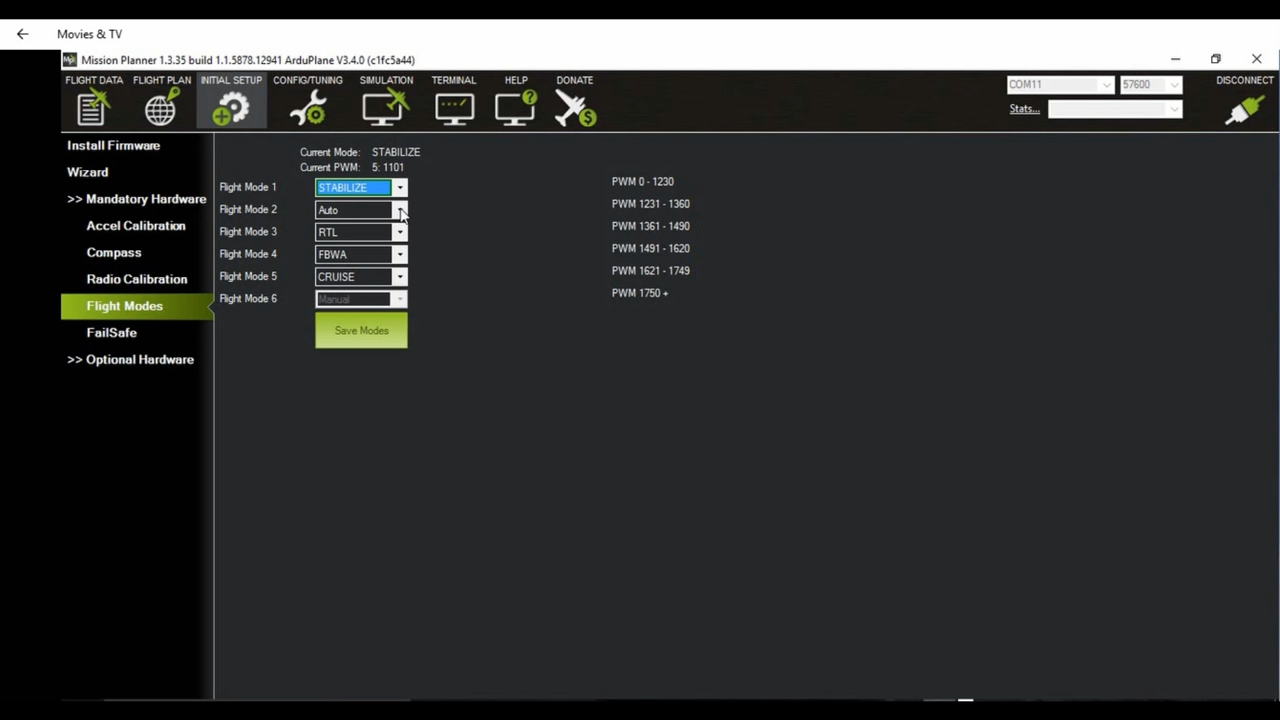 Movies & TV
Mission Planner 1.3.35 build 1.1.5878.12941 ArduPlane V3.4.0 (c1fc5a44)
FLIGHT DATA FLIGHT PLAN INITIAL SETUP CONFIG/TUNING SIMULATION TERMINAL HELP DONATE
COM11 57600 DISCONNECT
Stats...
Install Firmware
Wizard
>> Mandatory Hardware
Accel Calibration
Compass
Radio Calibration
Flight Modes
FailSafe
>> Optional Hardware
Current Mode: STABILIZE
Current PWM: 5: 1101
Flight Mode 1 STABILIZE PWM 0 - 1230
Flight Mode 2 Auto PWM 1231 - 1360
Flight Mode 3 RTL PWM 1361 - 1490
Flight Mode 4 FBWA PWM 1491 - 1620
Flight Mode 5 CRUISE PWM 1621 - 1749
Flight Mode 6 Manual PWM 1750 +
Save Modes